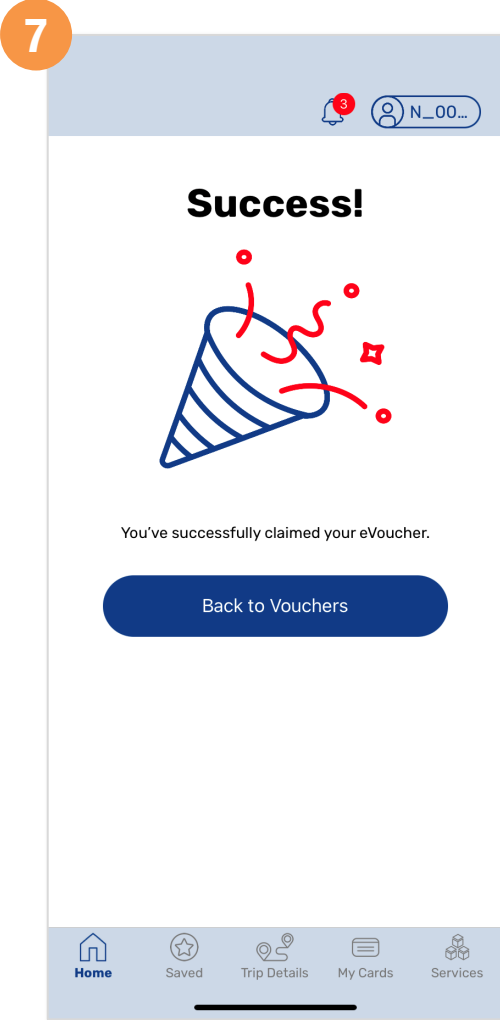 7
3
N_00...
Success!
You’ve successfully claimed your eVoucher.
Back to Vouchers
Home
Saved
Trip Details
My Cards
Services